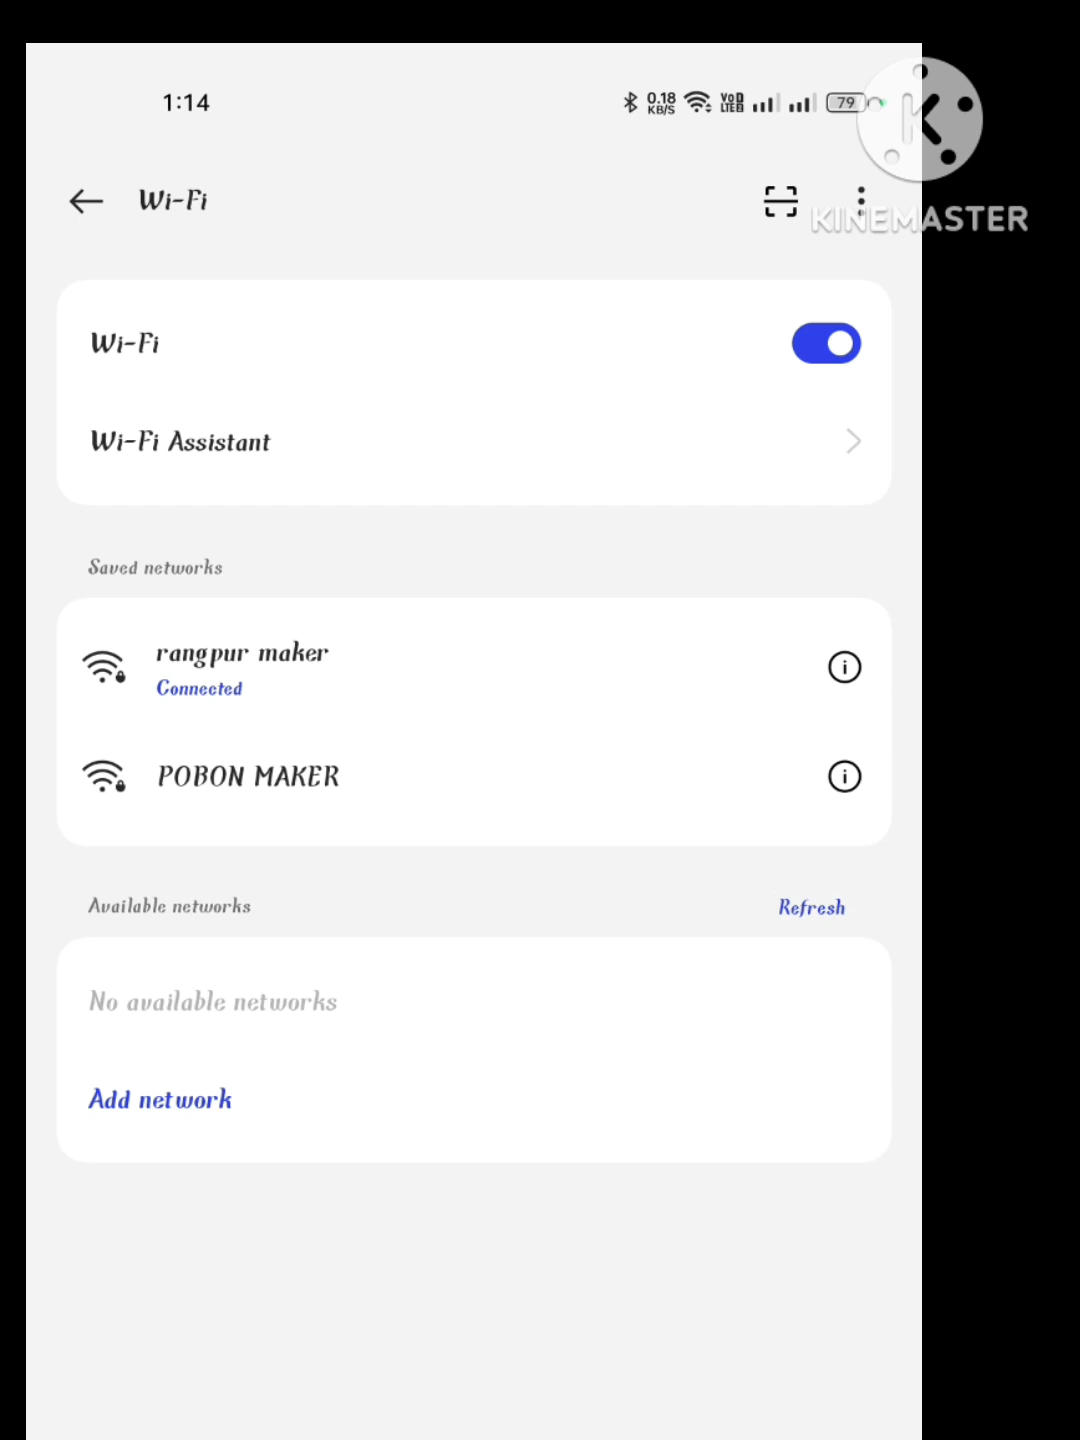 1:14
0.18
KB/S
79
Wi-Fi
KINEMASTER
Wi-Fi
Wi-Fi Assistant
Saved networks
rangpur maker
Connected
POBON MAKER
Available networks
Refresh
No available networks
Add network